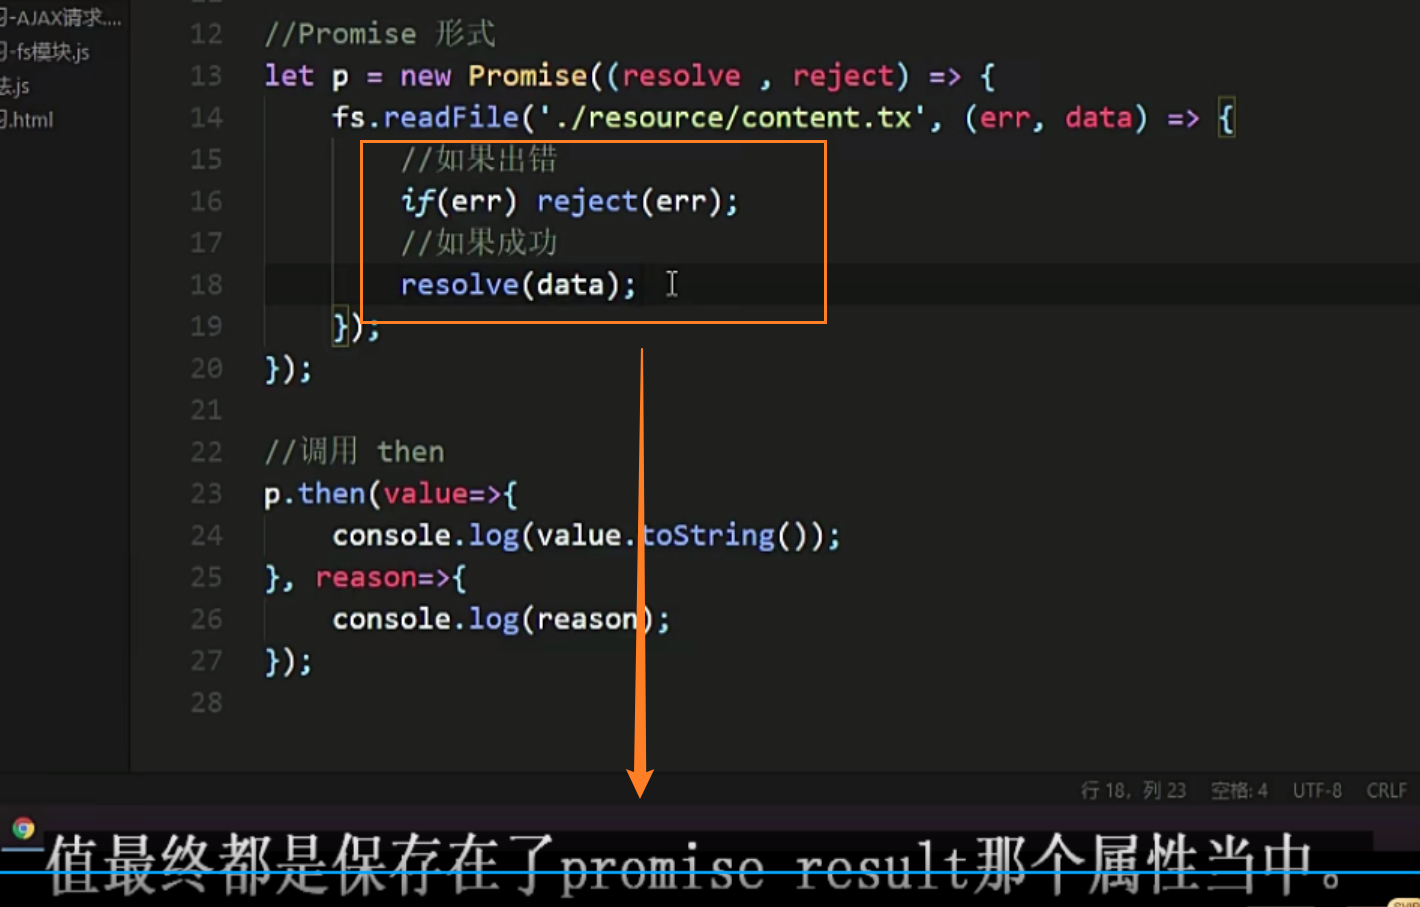 -AJAX请求....
-fs模块.js
法.js
.html
12 //Promise 形式
13 let p = new Promise((resolve , reject) => {
14 fs.readFile('./resource/content.tx', (err, data) => {
15 //如果出错
16 if(err) reject(err);
17 //如果成功
18 resolve(data);
19 });
20 });
21
22 //调用 then
23 p.then(value=>{
24 console.log(value.toString());
25 }, reason=>{
26 console.log(reason);
27 });
28
行 18，列 23 空格: 4 UTF-8 CRLF
值最终都是保存在了promise result那个属性当中。